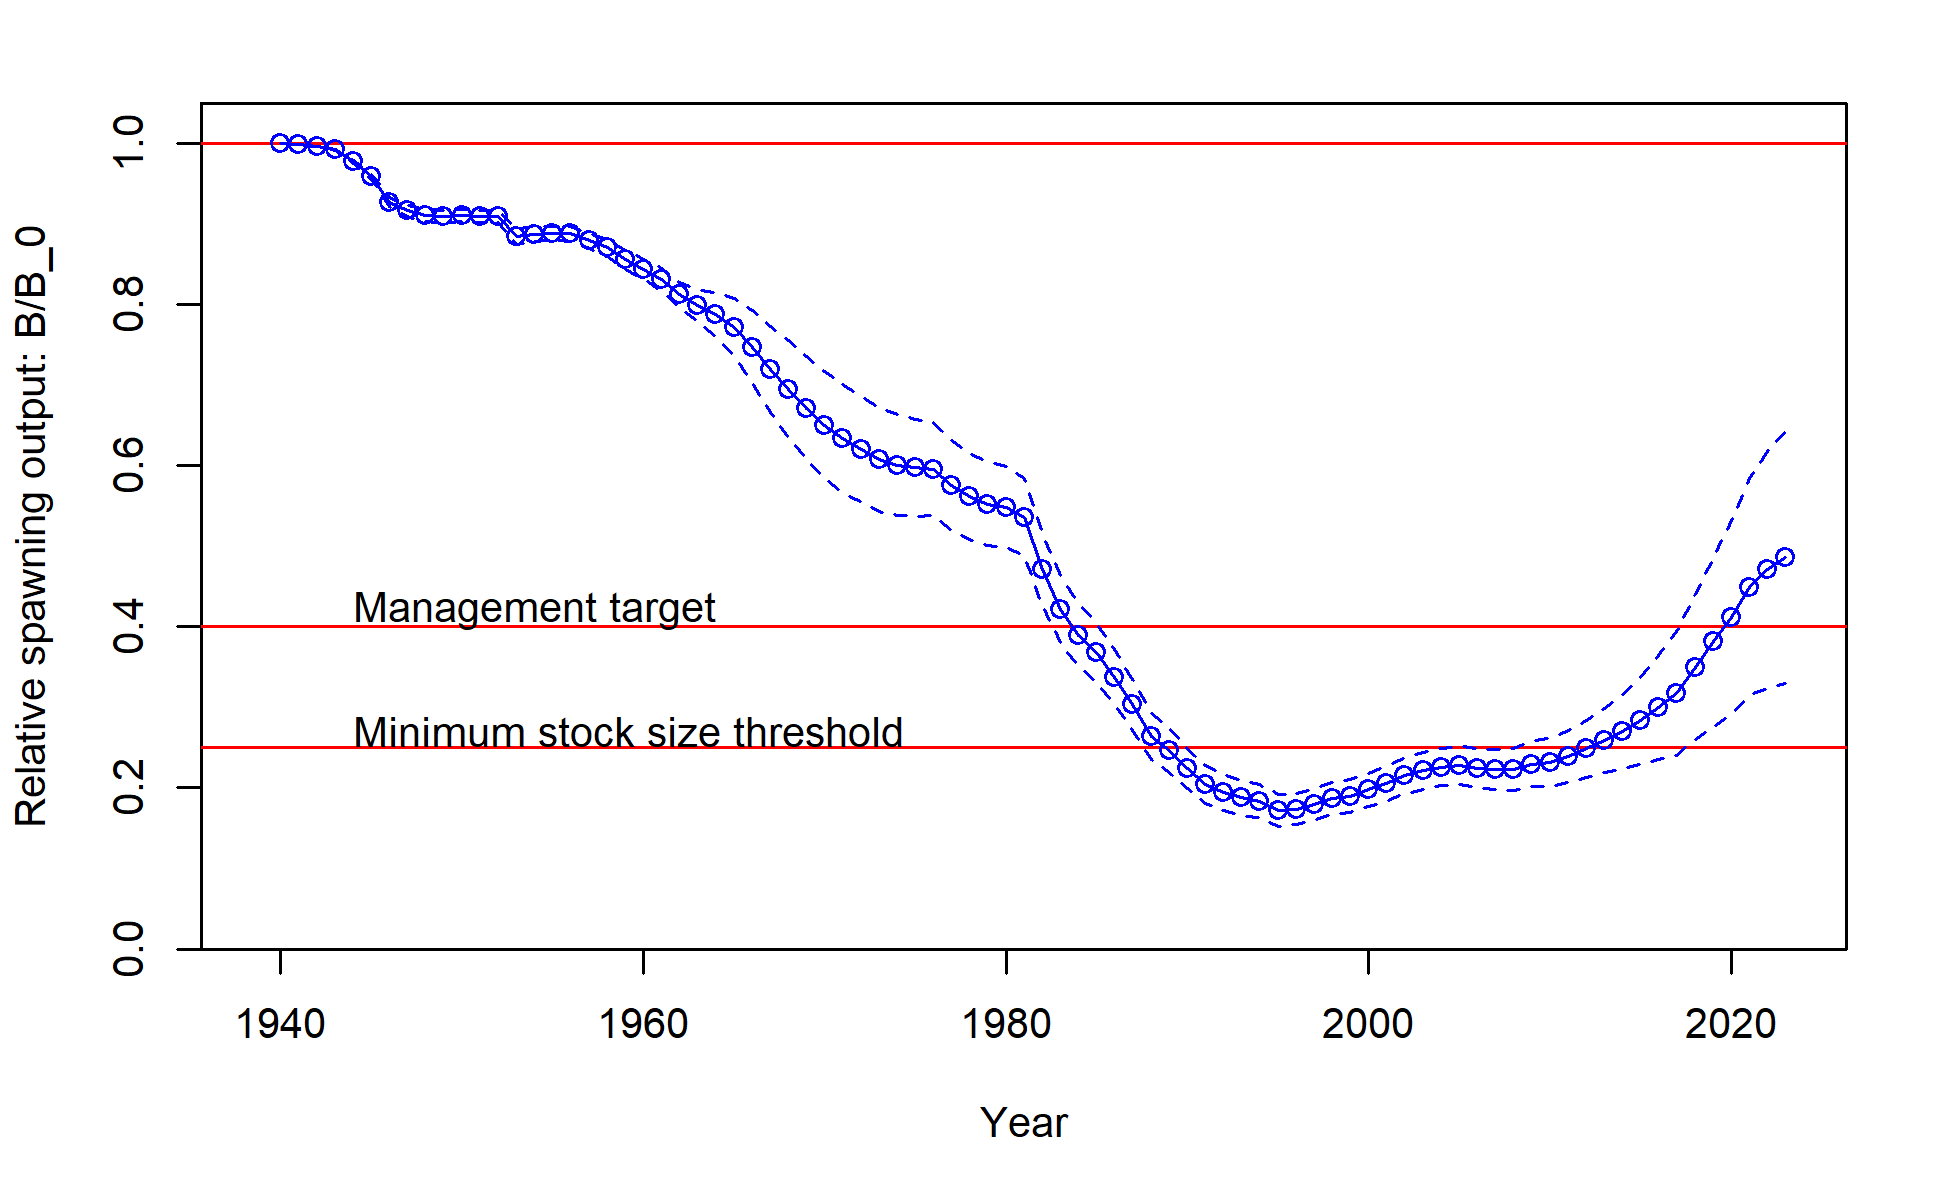 Relative spawning output: B/B_0
1.0
0.8
0.6
0.4
0.2
0.0
Management target
Minimum stock size threshold
1940 1960 1980 2000 2020
Year